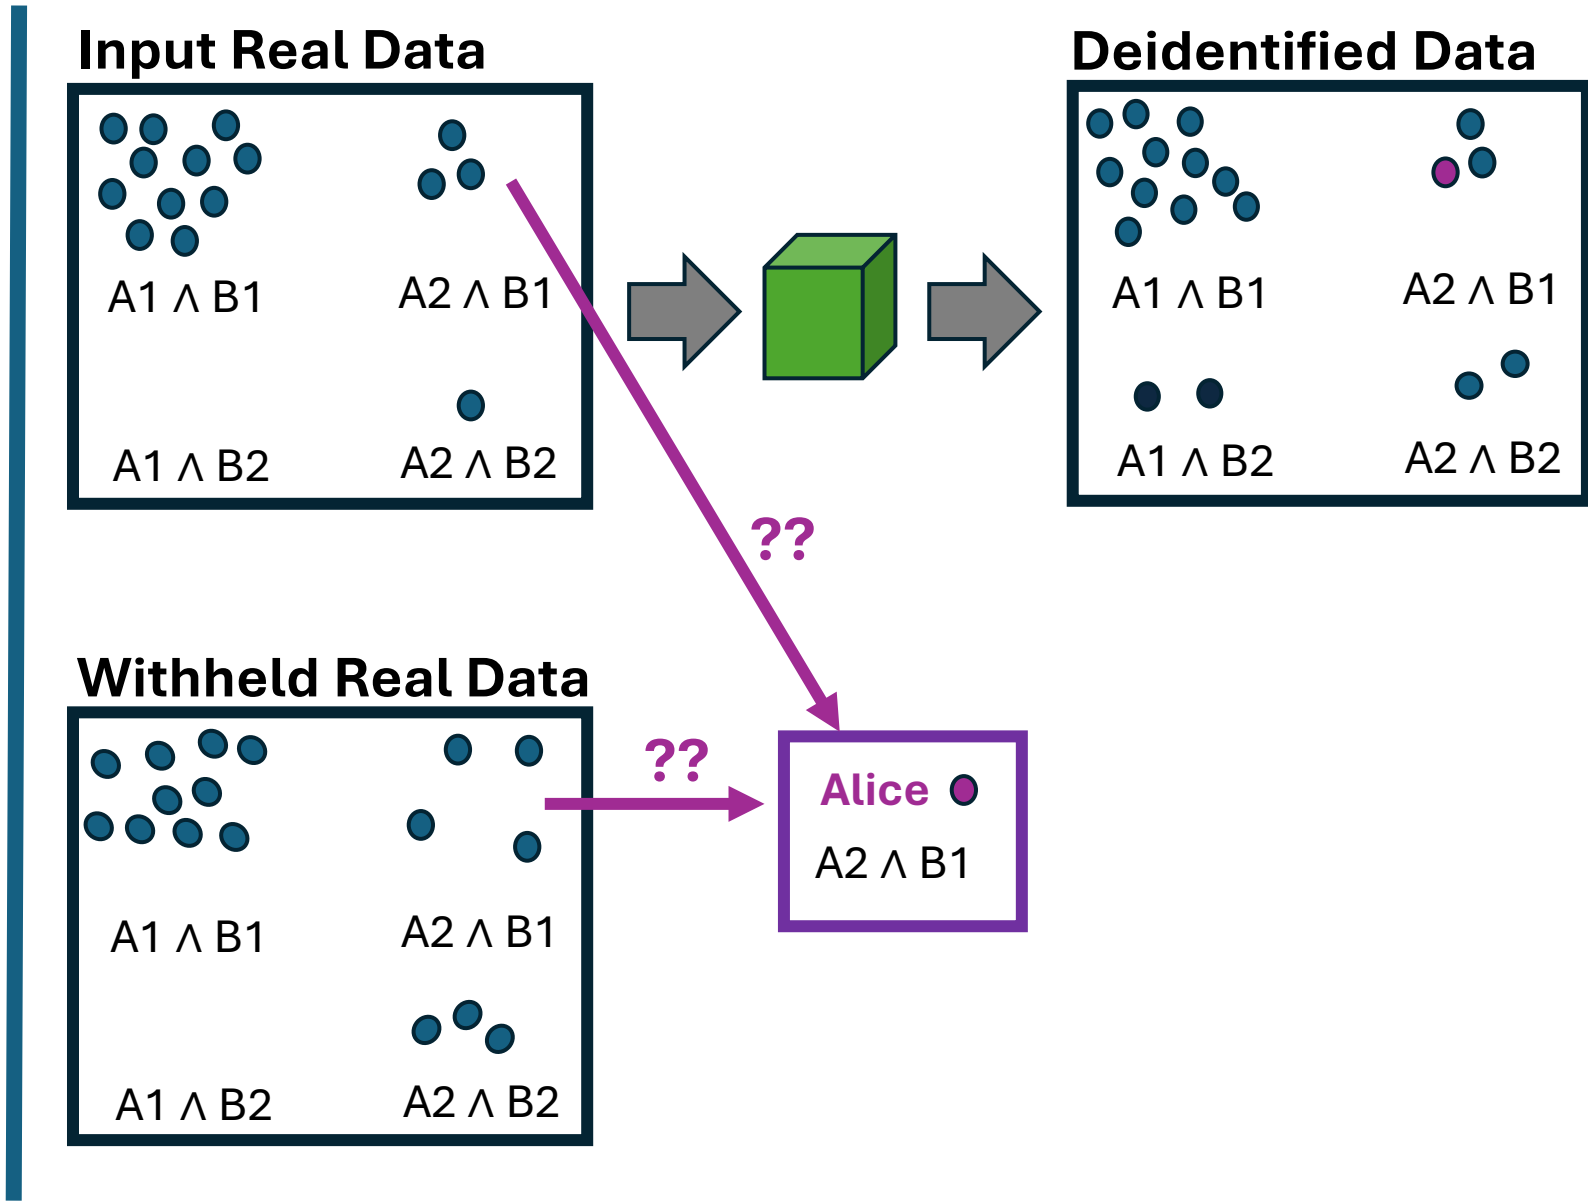 Input Real Data
A1 ∧ B1
A2 ∧ B1
A1 ∧ B2
A2 ∧ B2
Deidentified Data
A1 ∧ B1
A2 ∧ B1
A1 ∧ B2
A2 ∧ B2
??
Withheld Real Data
A1 ∧ B1
A2 ∧ B1
A1 ∧ B2
A2 ∧ B2
??
Alice
A2 ∧ B1